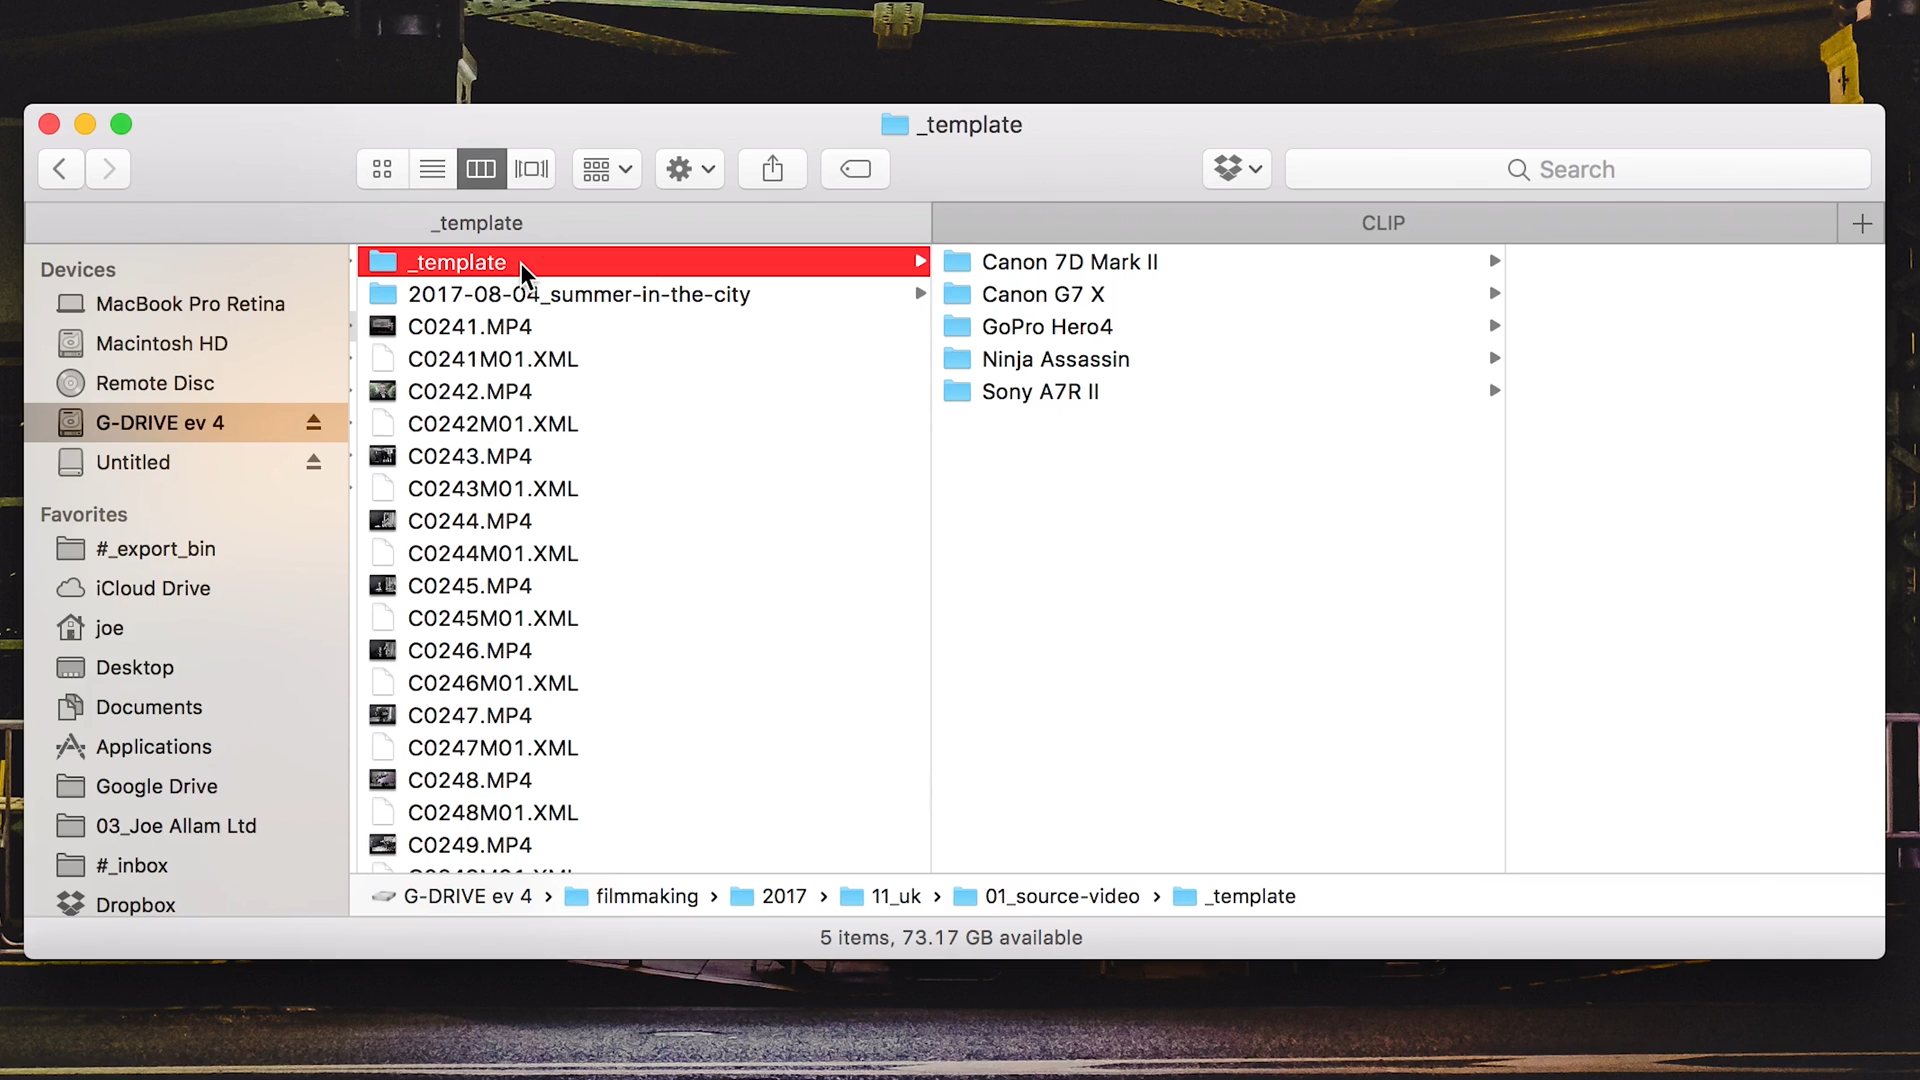 _template
Search
_template
CLIP
Devices
MacBook Pro Retina
Macintosh HD
Remote Disc
G-DRIVE ev 4
Untitled
Favorites
#_export_bin
iCloud Drive
joe
Desktop
Documents
Applications
Google Drive
03_Joe Allam Ltd
#_inbox
Dropbox
_template
2017-08-04_summer-in-the-city
C0241.MP4
C0241M01.XML
C0242.MP4
C0242M01.XML
C0243.MP4
C0243M01.XML
C0244.MP4
C0244M01.XML
C0245.MP4
C0245M01.XML
C0246.MP4
C0246M01.XML
C0247.MP4
C0247M01.XML
C0248.MP4
C0248M01.XML
C0249.MP4
Canon 7D Mark II
Canon G7 X
GoPro Hero4
Ninja Assassin
Sony A7R II
G-DRIVE ev 4 › filmmaking › 2017 › 11_uk › 01_source-video › _template
5 items, 73.17 GB available